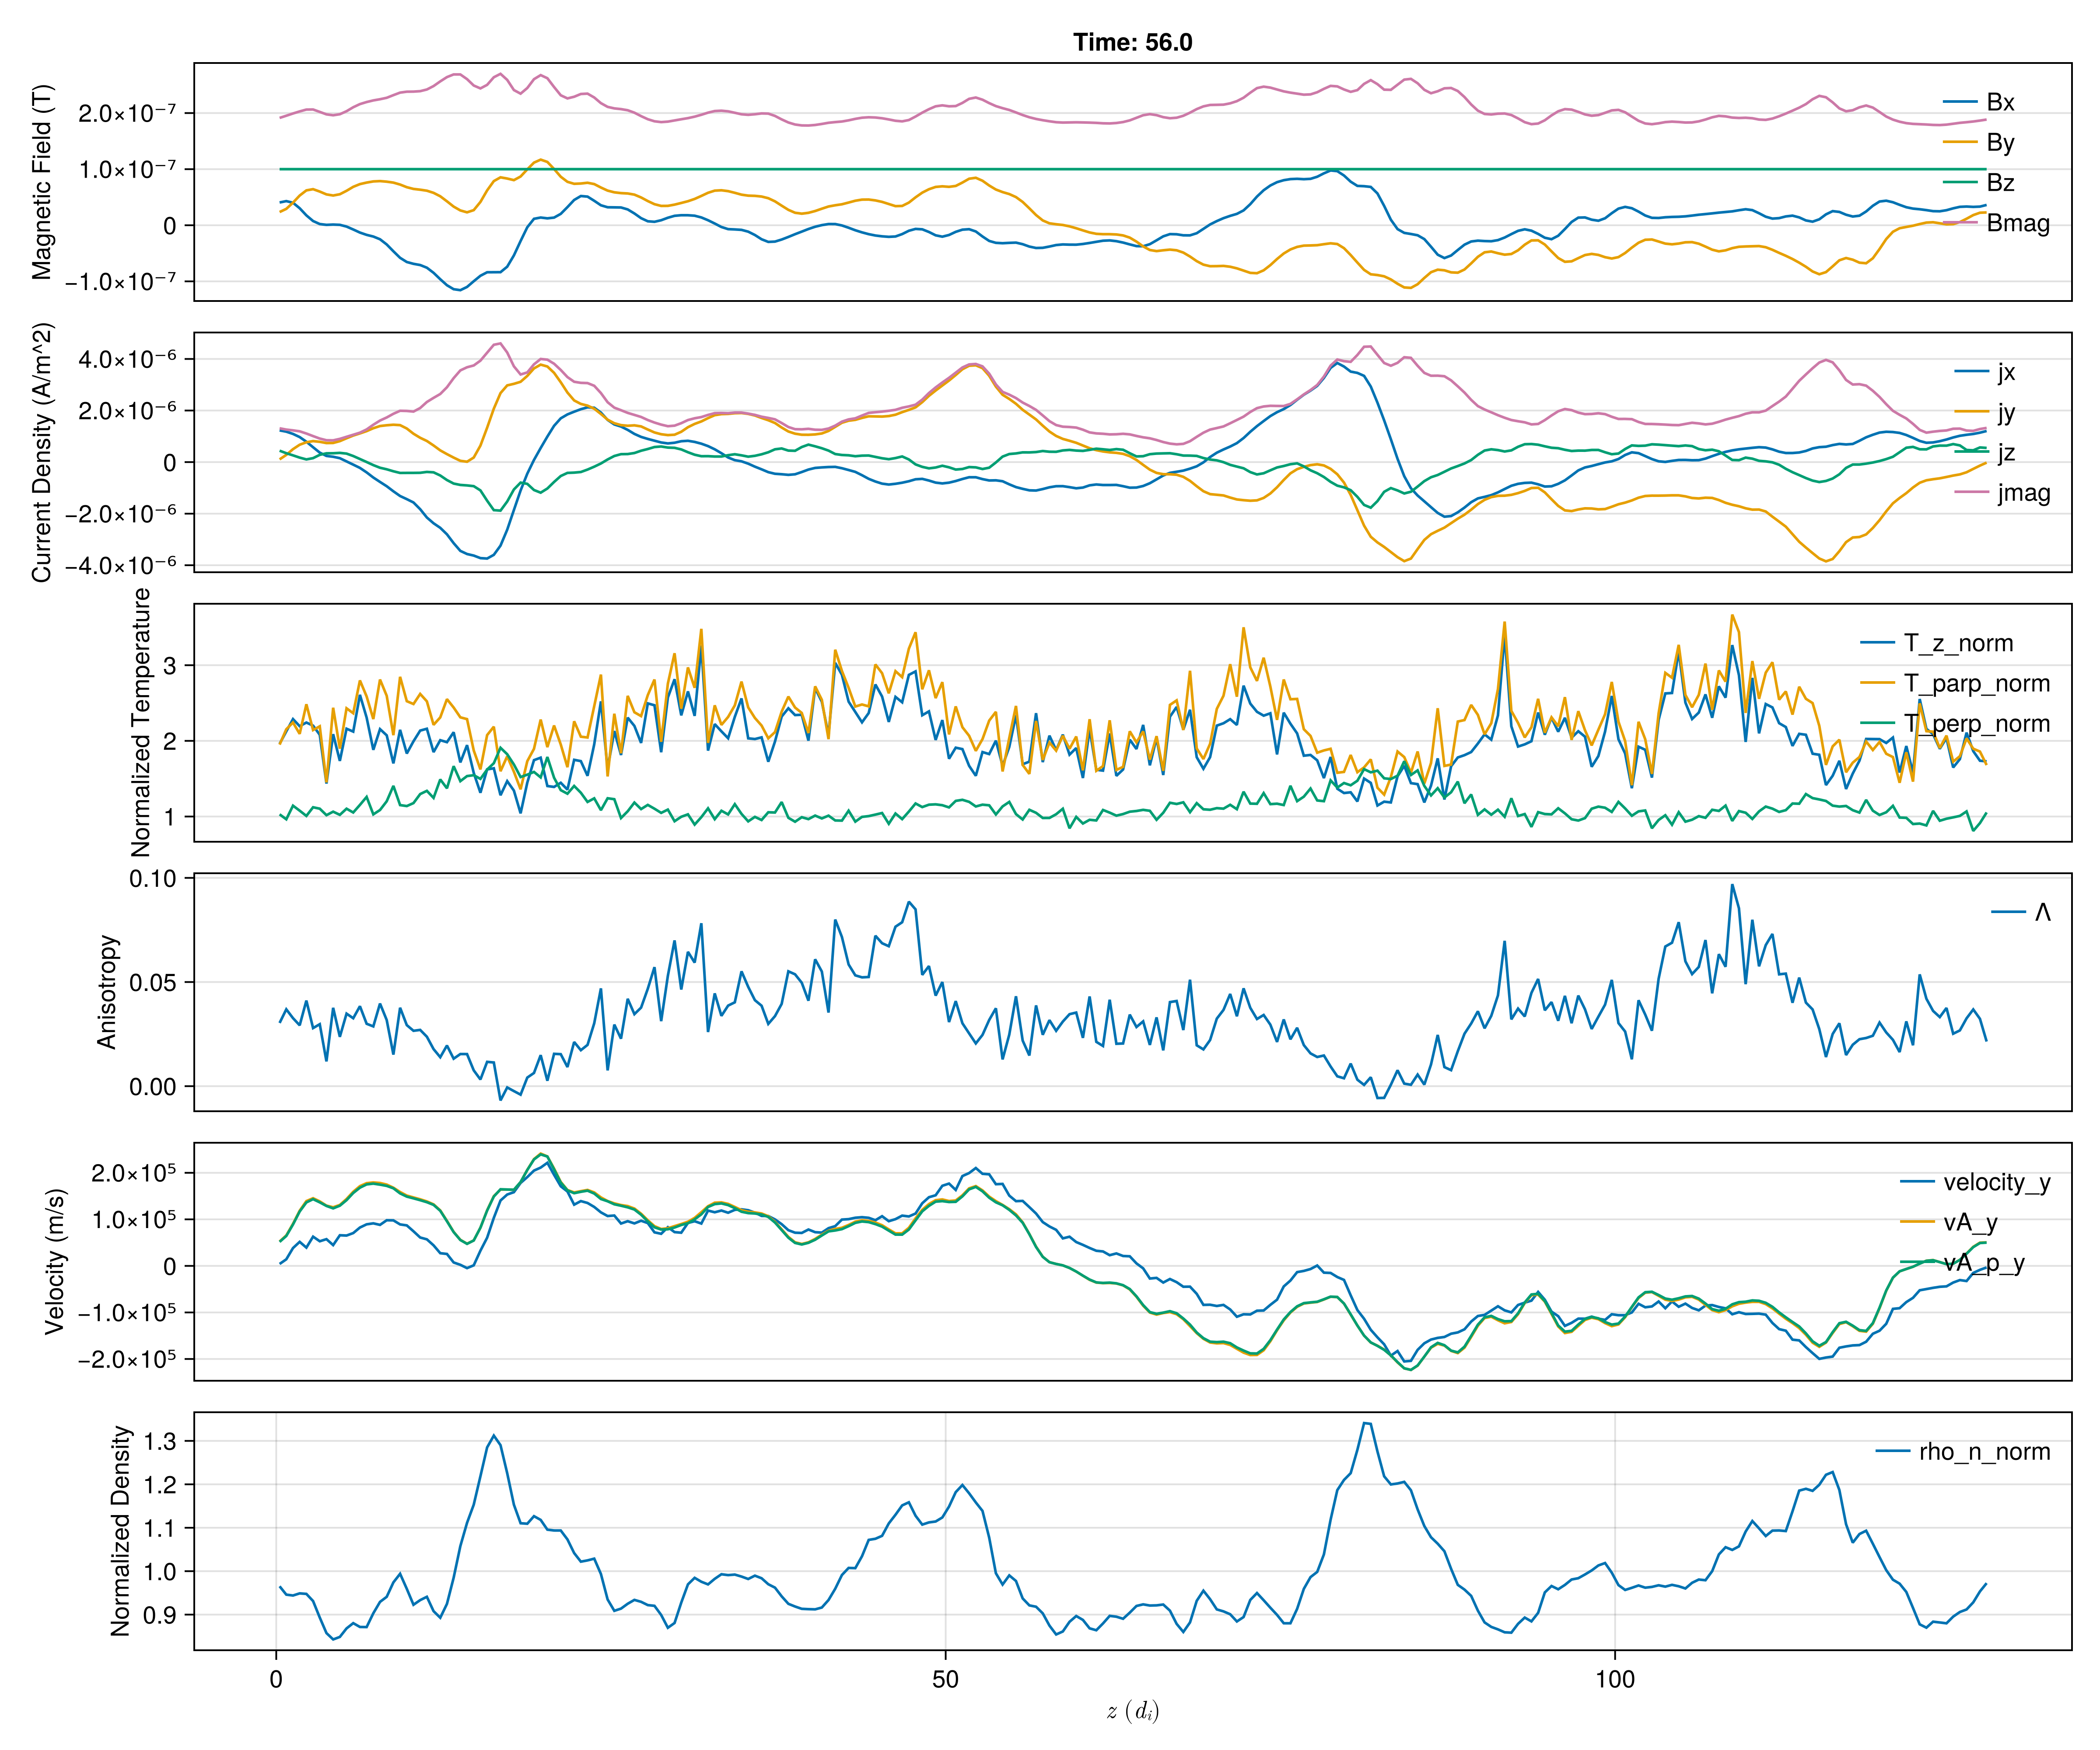 Time: 56.0
Magnetic Field (T)
2.0×10⁻⁷
1.0×10⁻⁷
0
−1.0×10⁻⁷
Bx
By
Bz
Bmag
Current Density (A/m^2)
4.0×10⁻⁶
2.0×10⁻⁶
0
−2.0×10⁻⁶
−4.0×10⁻⁶
jx
jy
jz
jmag
Normalized Temperature
3
2
1
T_z_norm
T_parp_norm
T_perp_norm
Anisotropy
0.10
0.05
0.00
Λ
Velocity (m/s)
2.0×10⁵
1.0×10⁵
0
−1.0×10⁵
−2.0×10⁵
velocity_y
vA_y
vA_p_y
Normalized Density
1.3
1.2
1.1
1.0
0.9
rho_n_norm
0 50 100
z (dᵢ)